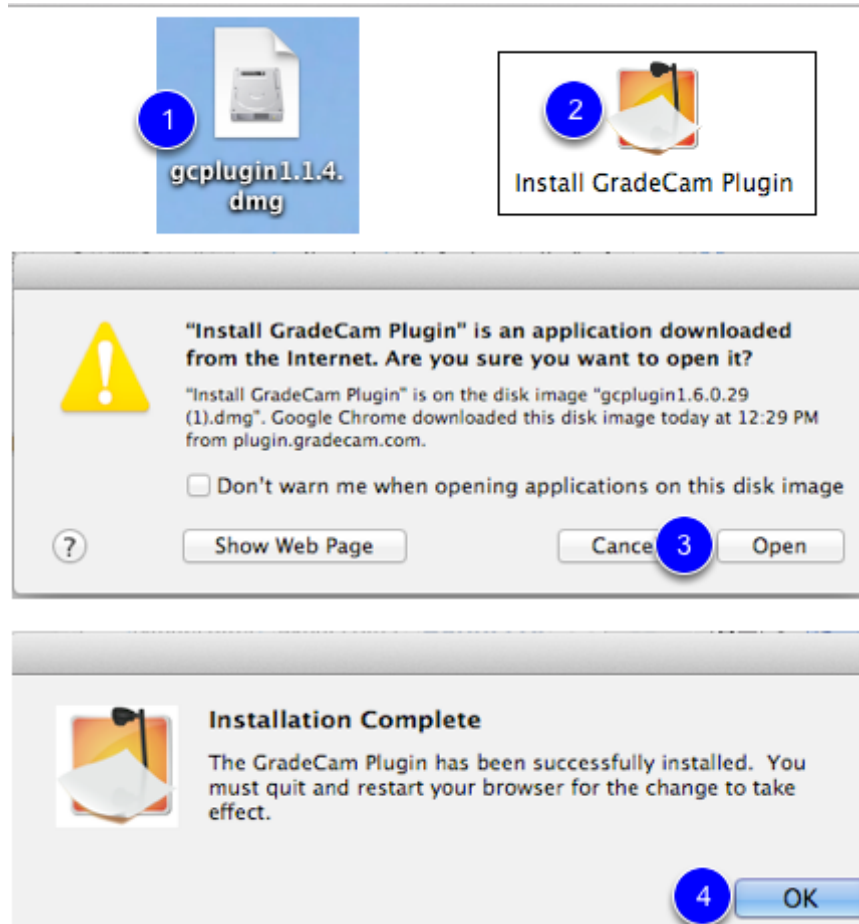 1
gcplugin1.1.4.
dmg
2
Install GradeCam Plugin
“Install GradeCam Plugin” is an application downloaded
from the Internet. Are you sure you want to open it?
“Install GradeCam Plugin” is on the disk image “gcplugin1.6.0.29
(1).dmg”. Google Chrome downloaded this disk image today at 12:29 PM
from plugin.gradecam.com.
Don't warn me when opening applications on this disk image
? Show Web Page Cance 3 Open
Installation Complete
The GradeCam Plugin has been successfully installed. You
must quit and restart your browser for the change to take
effect.
4 OK